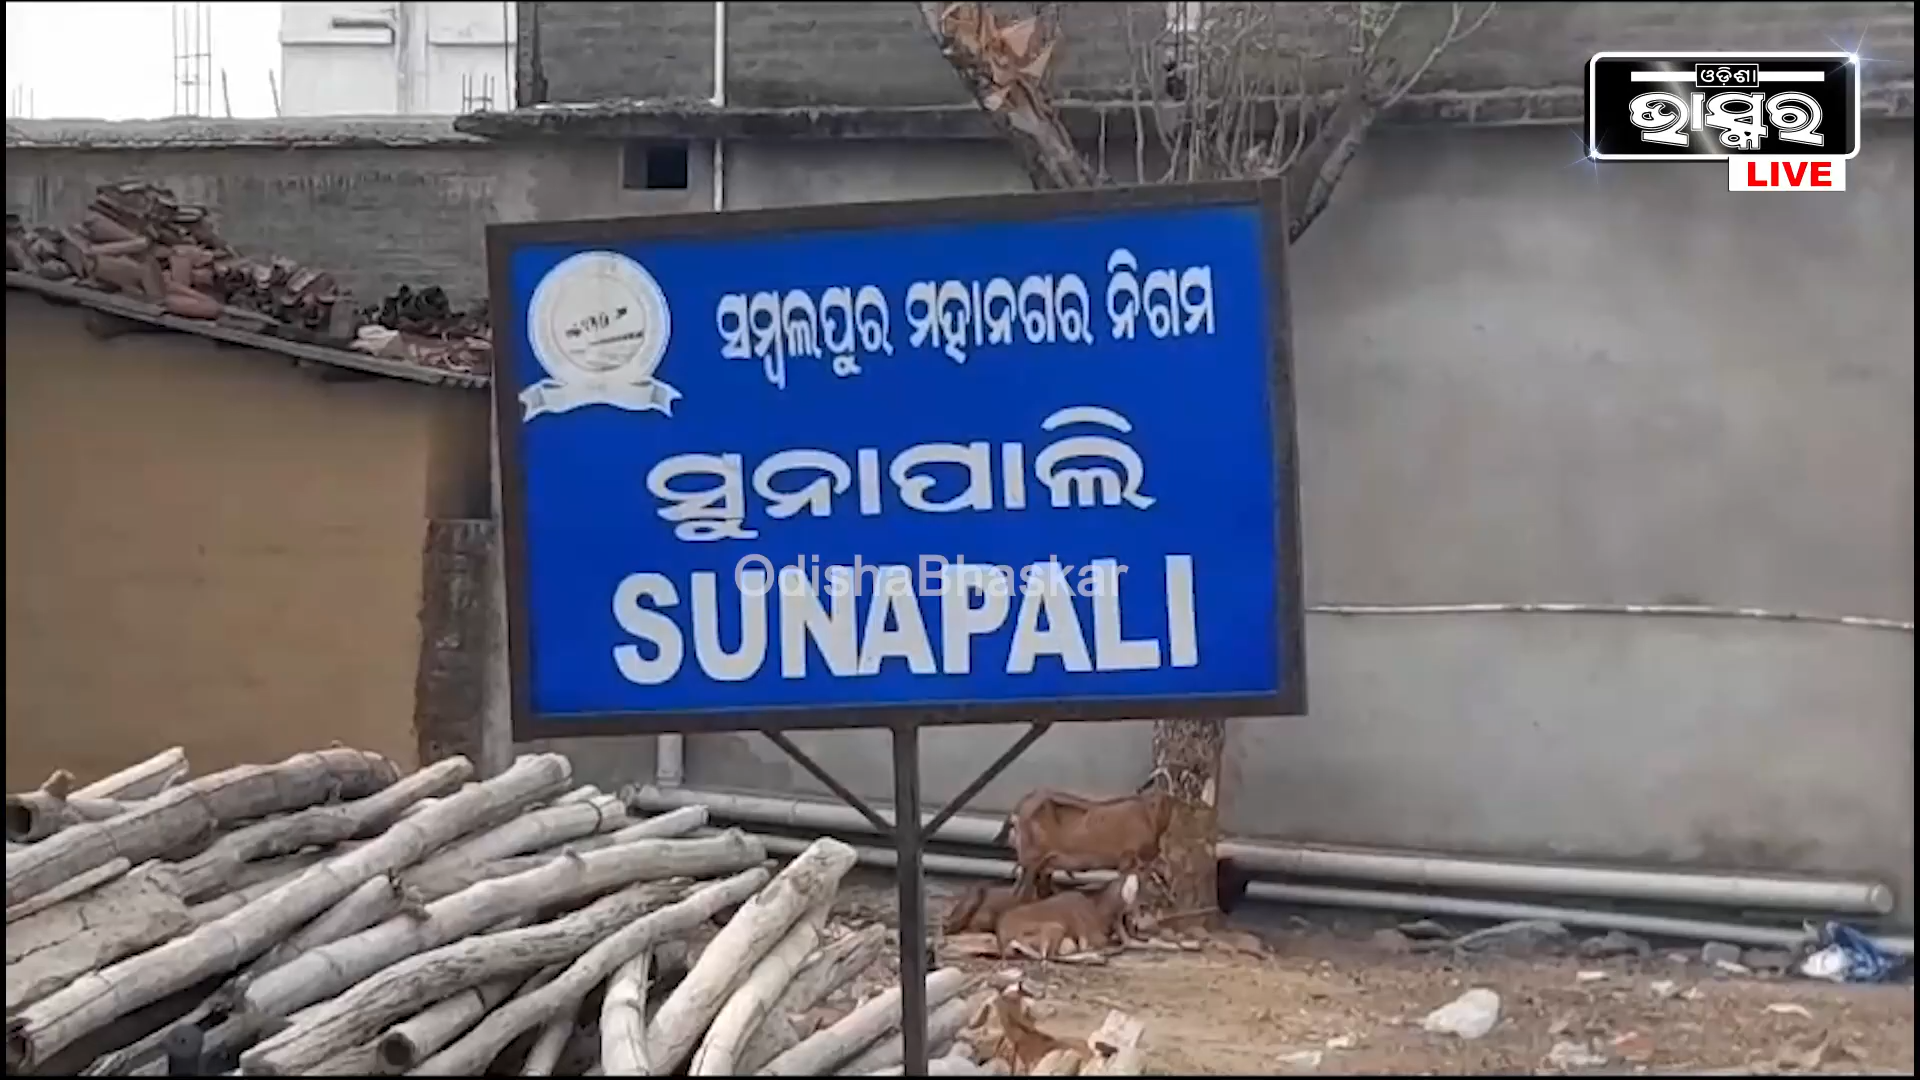 ଓଡ଼ିଶା
ଭାସ୍କର
LIVE
ସମ୍ବଲପୁର ମହାନଗର ନିଗମ
ସୁନାପାଲି
OdishaBhaskar
SUNAPALI